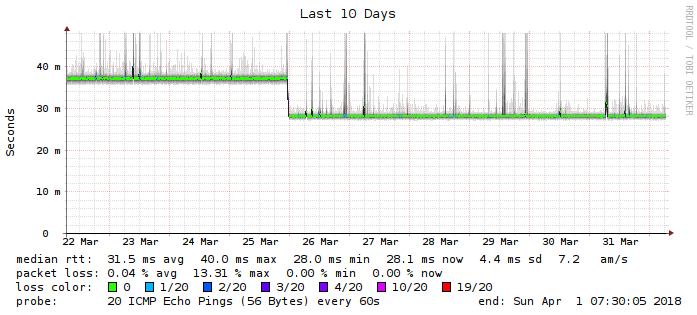 Last 10 Days
RRDTOOL / TOBI OETIKER
Seconds
40 m
30 m
20 m
10 m
0
22 Mar 23 Mar 24 Mar 25 Mar 26 Mar 27 Mar 28 Mar 29 Mar 30 Mar 31 Mar
median rtt: 31.5 ms avg 40.0 ms max 28.0 ms min 28.1 ms now 4.4 ms sd 7.2 am/s
packet loss: 0.04 % avg 13.31 % max 0.00 % min 0.00 % now
loss color: 0 1/20 2/20 3/20 4/20 10/20 19/20
probe: 20 ICMP Echo Pings (56 Bytes) every 60s end: Sun Apr 1 07:30:05 2018